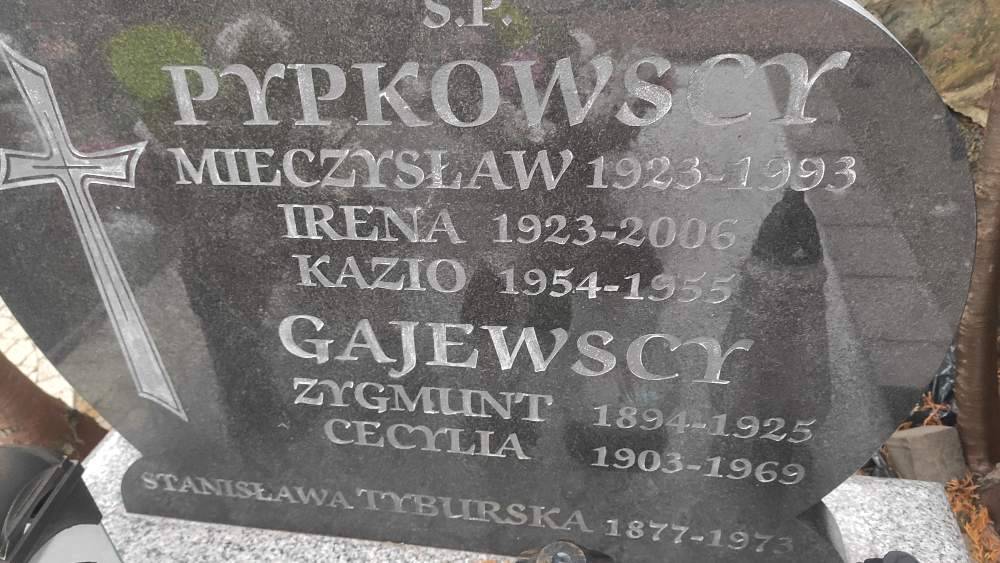 Ś.P.
PYPKOWSCY
MIECZYSŁAW 1923-1993
IRENA 1923-2006
KAZIO 1954-1955
GAJEWSCY
ZYGMUNT 1894-1925
CECYLIA 1903-1969
STANISŁAWA TYBURSKA 1877-1973